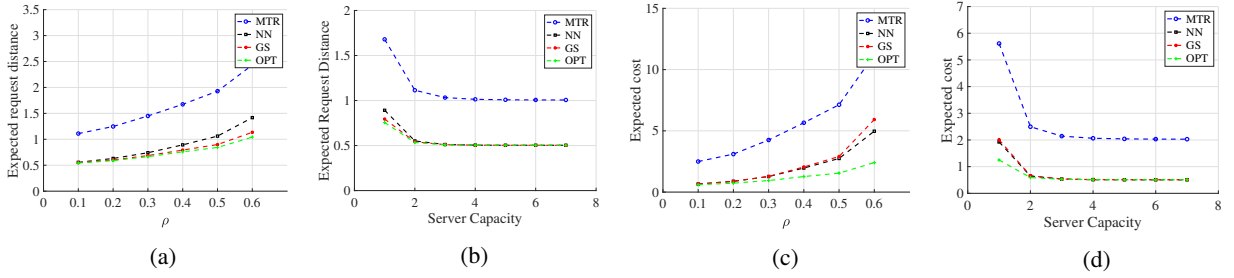 3.5
3
2.5
2
1.5
1
0.5
0
0.1
0.2
0.3
0.4
0.5
0.6
Expected request distance
ρ
MTR
NN
GS
OPT
(a)
2
1.5
1
0.5
0
0
2
4
6
8
Expected Request Distance
Server Capacity
MTR
NN
GS
OPT
(b)
15
10
5
0
0
0.1
0.2
0.3
0.4
0.5
0.6
Expected cost
ρ
MTR
NN
GS
OPT
(c)
7
6
5
4
3
2
1
0
0
2
4
6
8
Expected cost
Server Capacity
MTR
NN
GS
OPT
(d)